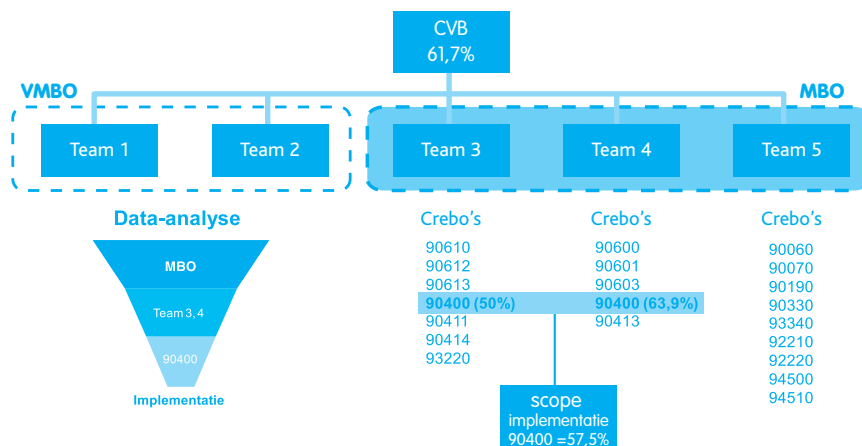 CVB
61,7%
VMBO
MBO
Team 1
Team 2
Team 3
Team 4
Team 5
Data-analyse
MBO
Team 3, 4
90400
Implementatie
Crebo's
90610
90612
90613
90400 (50%)
90411
90414
93220
Crebo's
90600
90601
90603
90400 (63,9%)
90413
Crebo's
90060
90070
90190
90330
93340
92210
92220
94500
94510
scope
implementatie
90400 =57,5%